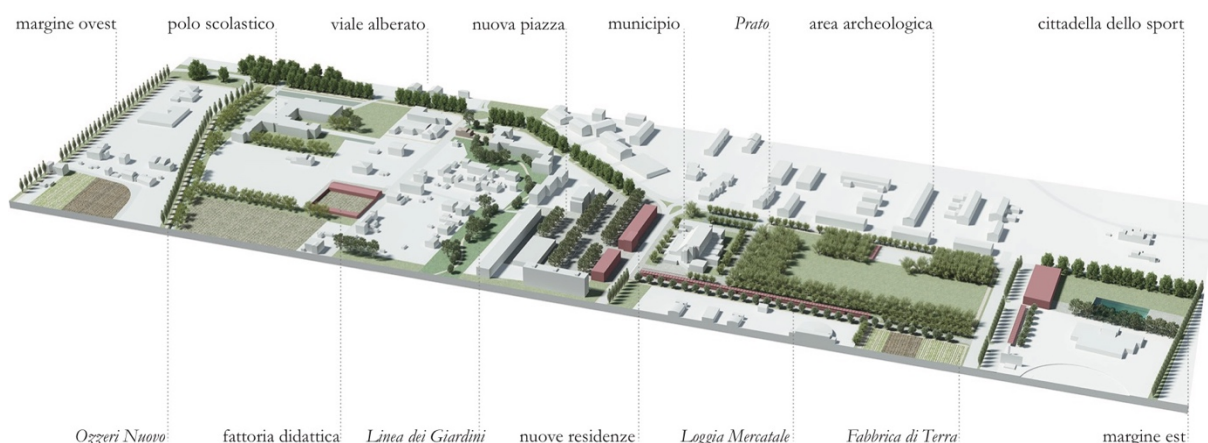 margine ovest polo scolastico viale alberato nuova piazza municipio Prato area archeologica cittadella dello sport
Ozzeri Nuovo fattoria didattica Linea dei Giardini nuove residenze Loggia Mercatale Fabbrica di Terra margine est